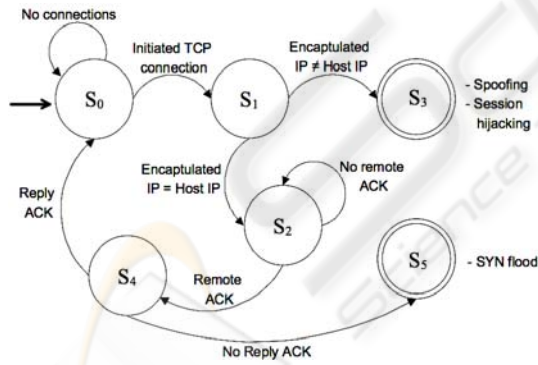 No connections
Initiated TCP
connection
Encaptulated
IP ≠ Host IP
S0
S1
S3
- Spoofing
- Session
hijacking
Encaptulated
IP = Host IP
No remote
ACK
Reply
ACK
S2
S4
Remote
ACK
S5
- SYN flood
No Reply ACK
Science